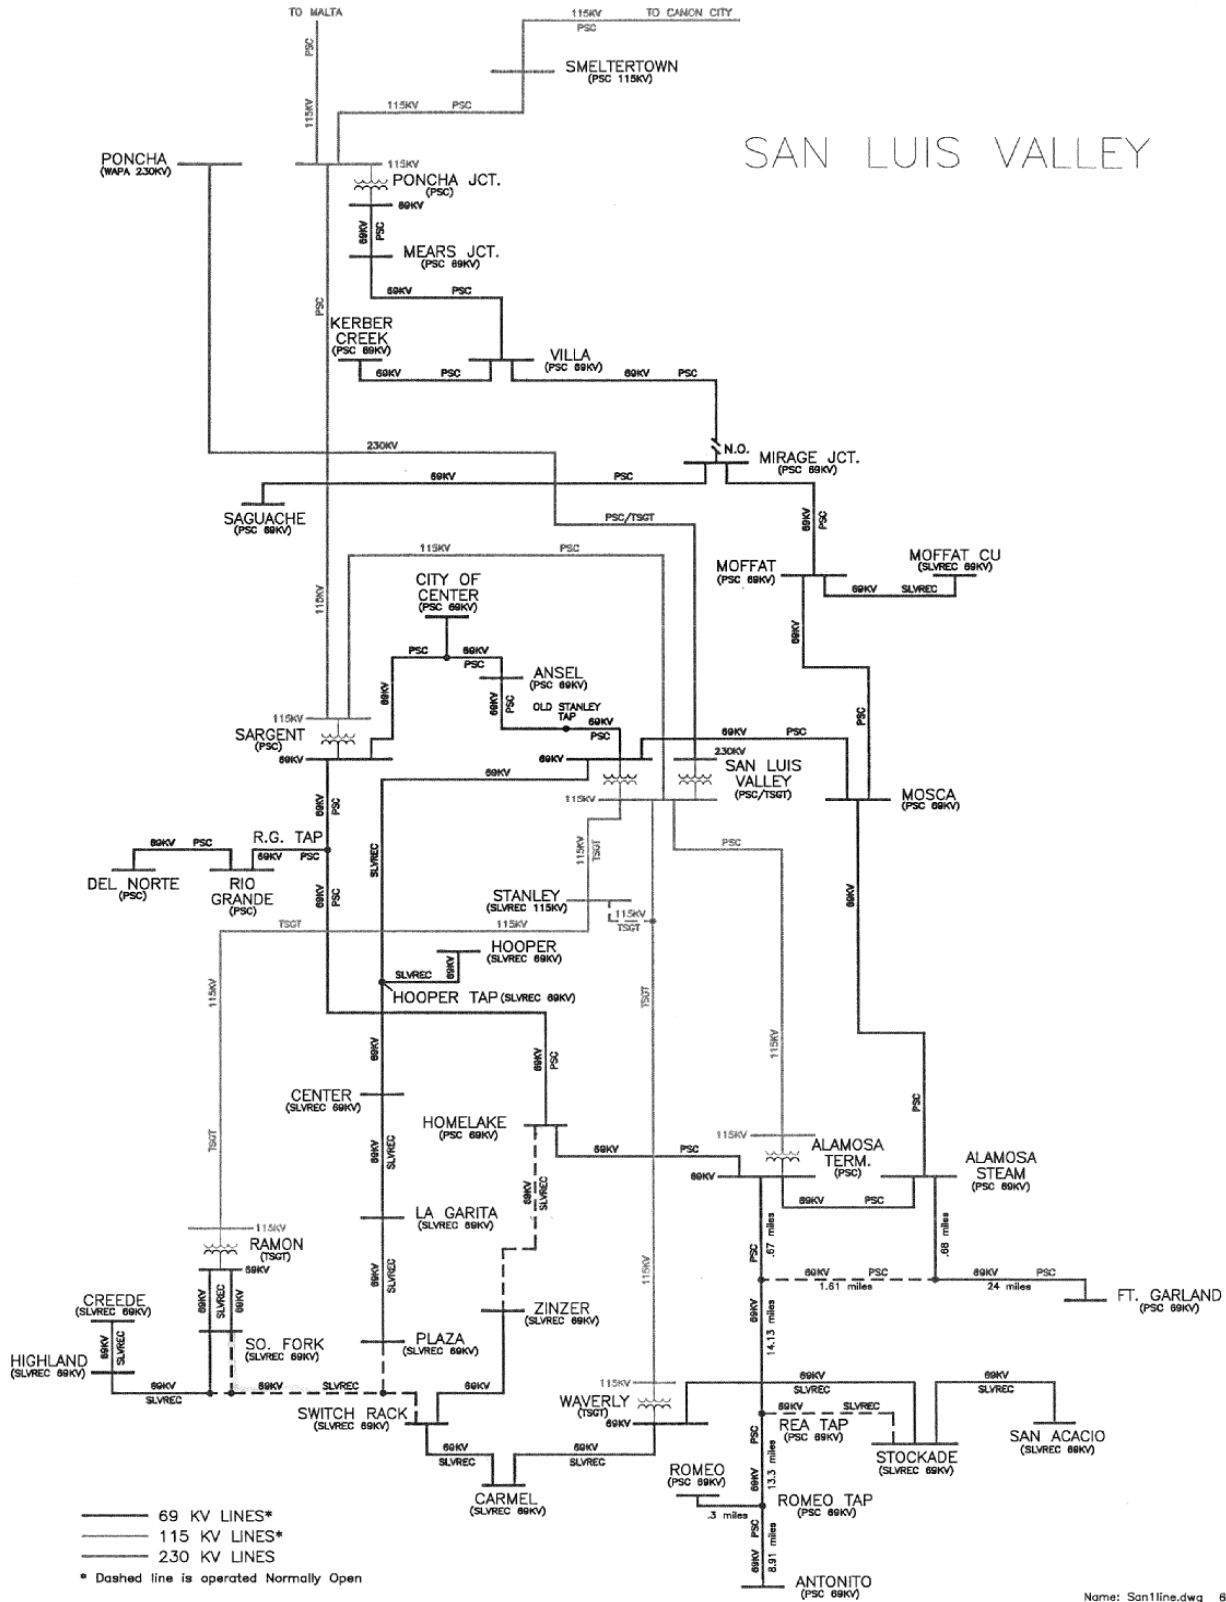 TO MALTA
115KV
TO CANON CITY
PSC
PSC
SMELTERTOWN
(PSC 115KV)
115KV
PSC
115KV
SAN LUIS VALLEY
PONCHA
(WAPA 230KV)
115KV
PONCHA JCT.
(PSC)
69KV
69KV
PSC
MEARS JCT.
(PSC 69KV)
69KV
PSC
PSC
KERBER
CREEK
(PSC 69KV)
VILLA
(PSC 69KV)
69KV
PSC
69KV
PSC
230KV
N.O.
MIRAGE JCT.
(PSC 69KV)
69KV
PSC
SAGUACHE
(PSC 69KV)
PSC/TSGT
69KV
PSC
115KV
PSC
MOFFAT
(PSC 69KV)
MOFFAT CU
(SLVREC 69KV)
69KV
SLVREC
CITY OF
CENTER
(PSC 69KV)
115KV
69KV
PSC
69KV
PSC
ANSEL
(PSC 69KV)
69KV
69KV
PSC
OLD STANLEY
TAP
69KV
PSC
PSC
115KV
SARGENT
(PSC)
69KV
69KV
PSC
69KV
230KV
SAN LUIS
VALLEY
(PSC/TSGT)
69KV
115KV
MOSCA
(PSC 69KV)
69KV
PSC
R.G. TAP
69KV
PSC
69KV
PSC
DEL NORTE
(PSC)
RIO
GRANDE
(PSC)
69KV
PSC
SLVREC
115KV
TSGT
PSC
STANLEY
(SLVREC 115KV)
115KV
TSGT
69KV
TSGT
115KV
HOOPER
(SLVREC 69KV)
SLVREC
69KV
HOOPER TAP (SLVREC 69KV)
115KV
TSGT
69KV
69KV
PSC
115KV
CENTER
(SLVREC 69KV)
HOMELAKE
(PSC 69KV)
PSC
TSGT
69KV
SLVREC
69KV
PSC
115KV
ALAMOSA
TERM.
(PSC)
69KV
ALAMOSA
STEAM
(PSC 69KV)
69KV
PSC
69KV
SLVREC
LA GARITA
(SLVREC 69KV)
115KV
RAMON
(TSGT)
69KV
PSC
.67 miles
.68 miles
69KV
SLVREC
69KV
69KV
SLVREC
115KV
69KV
PSC
1.61 miles
69KV
PSC
24 miles
FT. GARLAND
(PSC 69KV)
CREEDE
(SLVREC 69KV)
69KV
SLVREC
ZINZER
(SLVREC 69KV)
69KV
14.13 miles
SO. FORK
(SLVREC 69KV)
PLAZA
(SLVREC 69KV)
HIGHLAND
(SLVREC 69KV)
69KV
SLVREC
69KV
SLVREC
69KV
SLVREC
115KV
WAVERLY
(TSGT)
69KV
69KV
SLVREC
69KV
SLVREC
SWITCH RACK
(SLVREC 69KV)
69KV
SLVREC
REA TAP
(PSC 69KV)
SAN ACACIO
(SLVREC 69KV)
69KV
SLVREC
69KV
SLVREC
PSC
69KV
13.3 miles
STOCKADE
(SLVREC 69KV)
CARMEL
(SLVREC 69KV)
ROMEO
(PSC 69KV)
.3 miles
ROMEO TAP
(PSC 69KV)
PSC
69KV
8.91 miles
ANTONITO
(PSC 69KV)
69 KV LINES*
115 KV LINES*
230 KV LINES
* Dashed line is operated Normally Open
Name: San1line.dwg 6